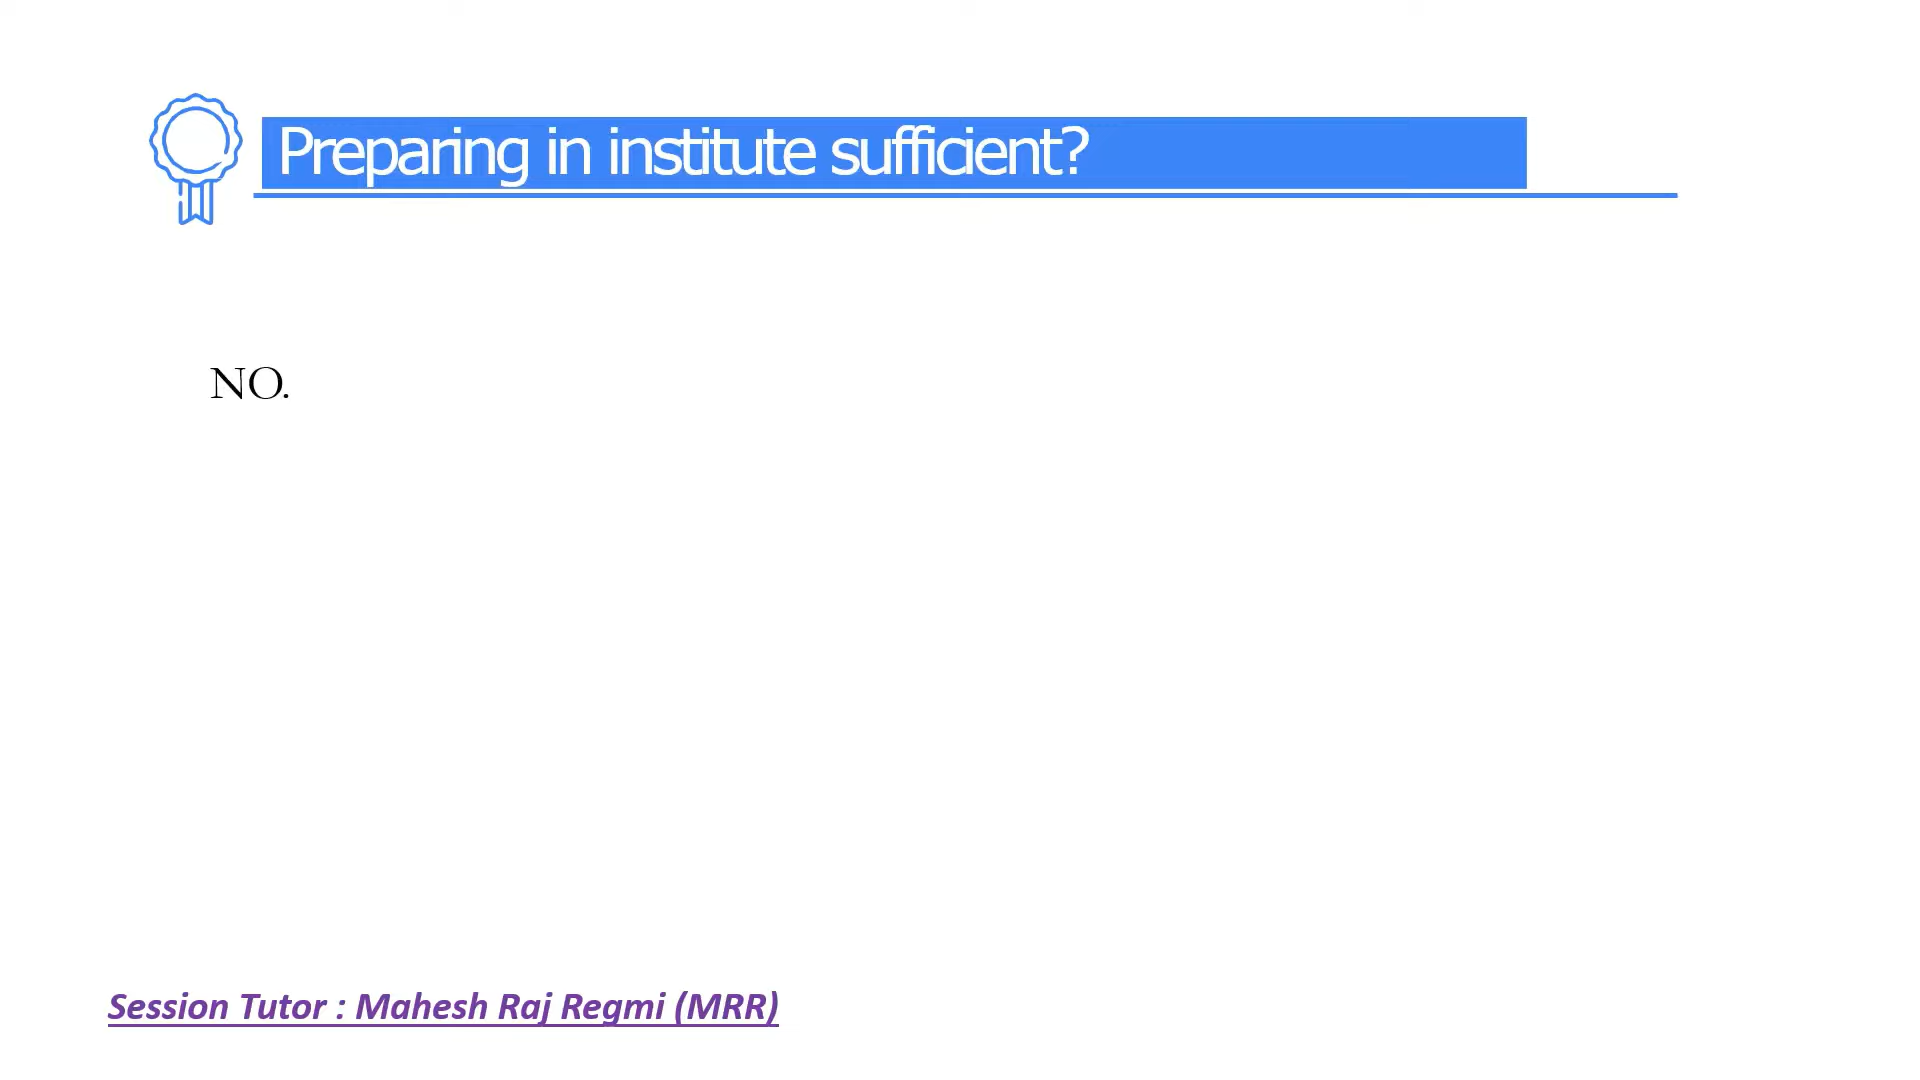 Preparing in institute sufficient?
NO.
Session Tutor : Mahesh Raj Regmi (MRR)